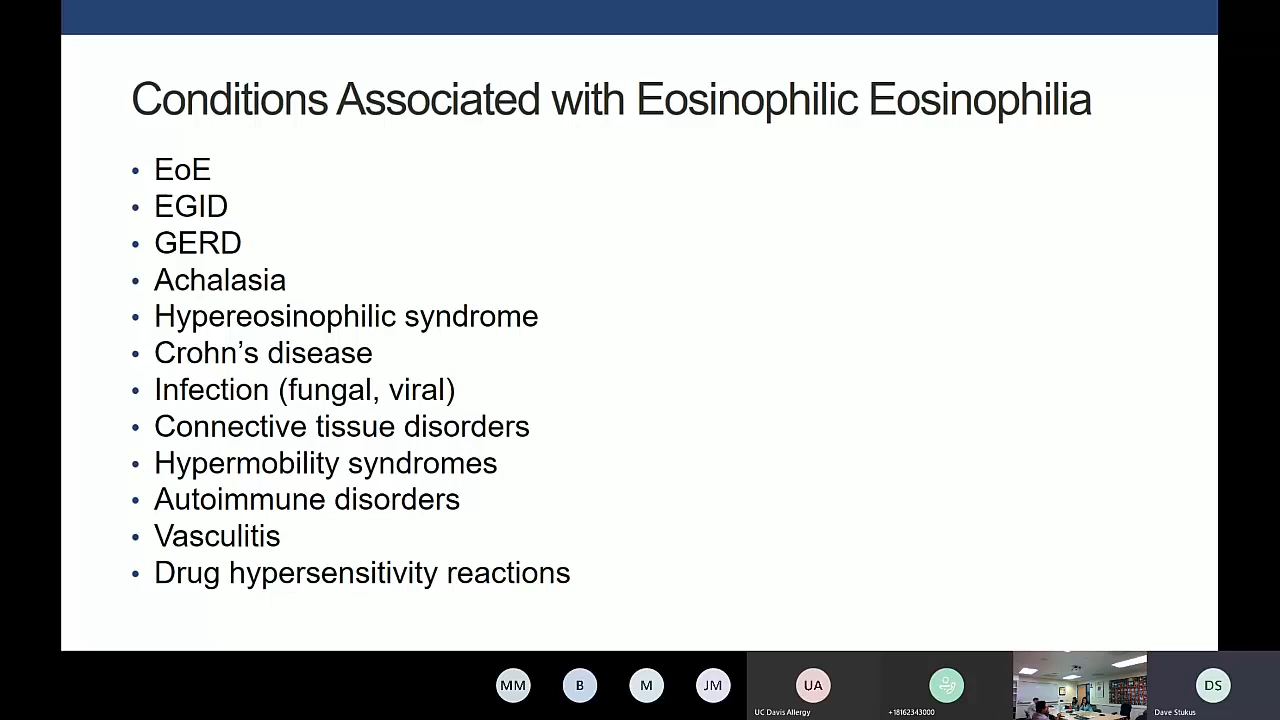 Conditions Associated with Eosinophilic Eosinophilia
• EoE
• EGID
• GERD
• Achalasia
• Hypereosinophilic syndrome
• Crohn’s disease
• Infection (fungal, viral)
• Connective tissue disorders
• Hypermobility syndromes
• Autoimmune disorders
• Vasculitis
• Drug hypersensitivity reactions
MM
B
M
JM
UA
DS
UC Davis Allergy
+18162343000
Dave Stukus